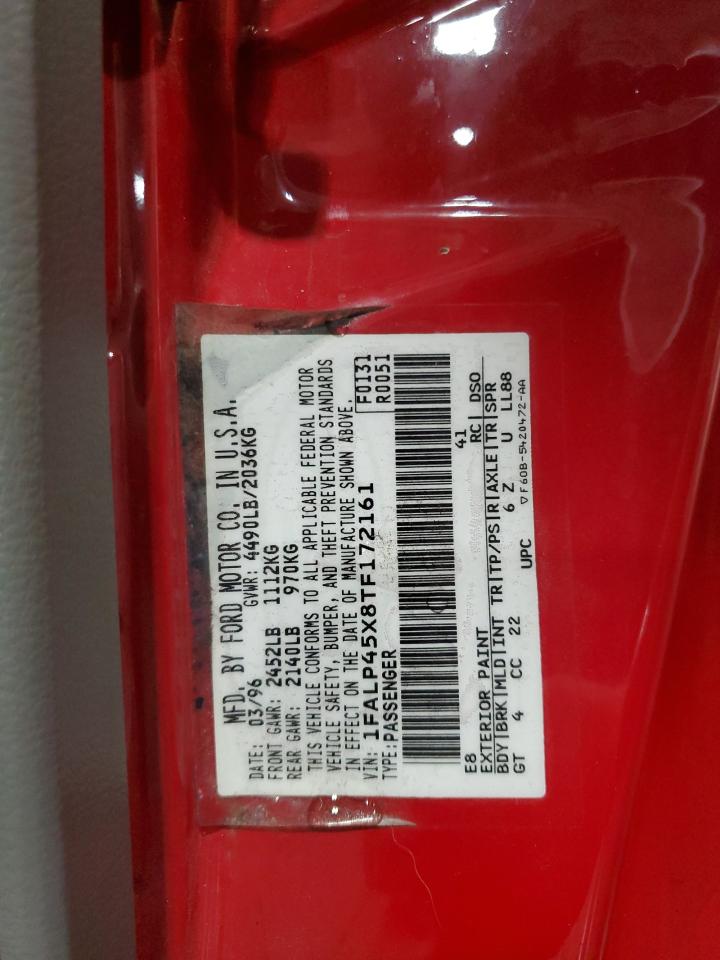 MFD. BY FORD MOTOR CO. IN U.S.A.
DATE: 03/96 GVWR: 4490LB/2036KG
FRONT GAWR: 2452LB 1112KG
REAR GAWR: 2140LB 970KG
THIS VEHICLE CONFORMS TO ALL APPLICABLE FEDERAL MOTOR
VEHICLE SAFETY, BUMPER, AND THEFT PREVENTION STANDARDS
IN EFFECT ON THE DATE OF MANUFACTURE SHOWN ABOVE.
VIN: 1FALP45X8TF172161 F0131
TYPE: PASSENGER R0051
41
E8 RC | DSO
EXTERIOR PAINT
BDY|BRK|MLD|INT TR|TP/PS|R|AXLE|TR|SPR
GT 4 CC 22 6 Z U LL88
UPC ▽F60B-5420472-AA